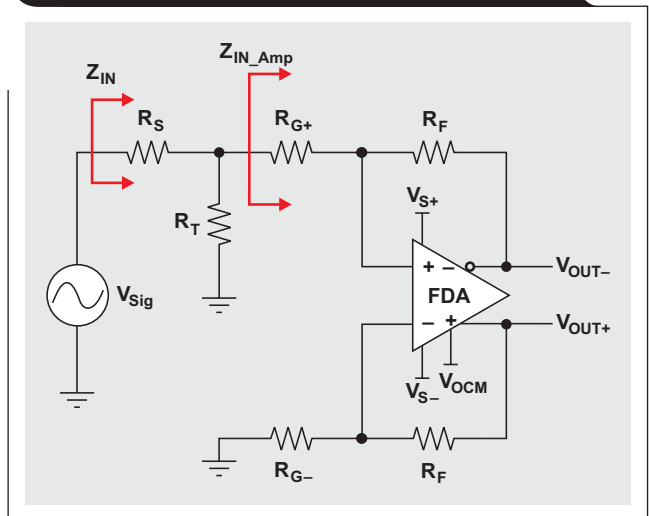 Z_IN
Z_IN_Amp
R_S
R_G+
R_F
R_T
V_S+
+ –
V_OUT–
V_Sig
FDA
V_OUT+
– +
V_S–
V_OCM
R_G–
R_F